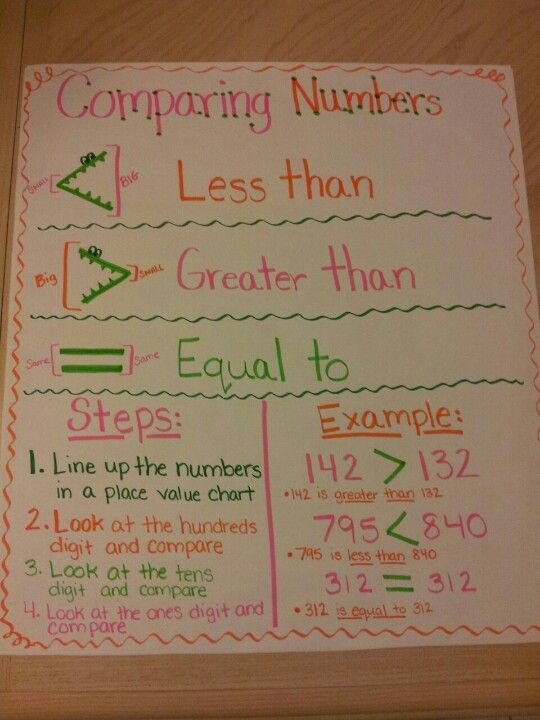 Comparing Numbers
SMALL < BIG Less than
Big > SMALL Greater than
Same = Same Equal to
Steps:
1. Line up the numbers
in a place value chart
2. Look at the hundreds
digit and compare
3. Look at the tens
digit and compare
4. Look at the ones digit and
compare
Example:
142 > 132
• 142 is greater than 132
795 < 840
• 795 is less than 840
312 = 312
• 312 is equal to 312